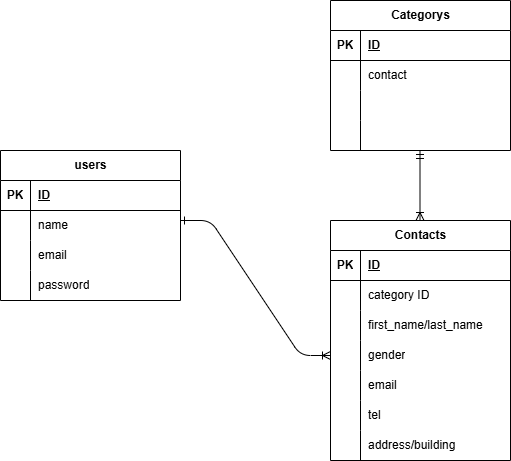 Categorys
PK ID
contact
users
PK ID
name
email
password
Contacts
PK ID
category ID
first_name/last_name
gender
email
tel
address/building